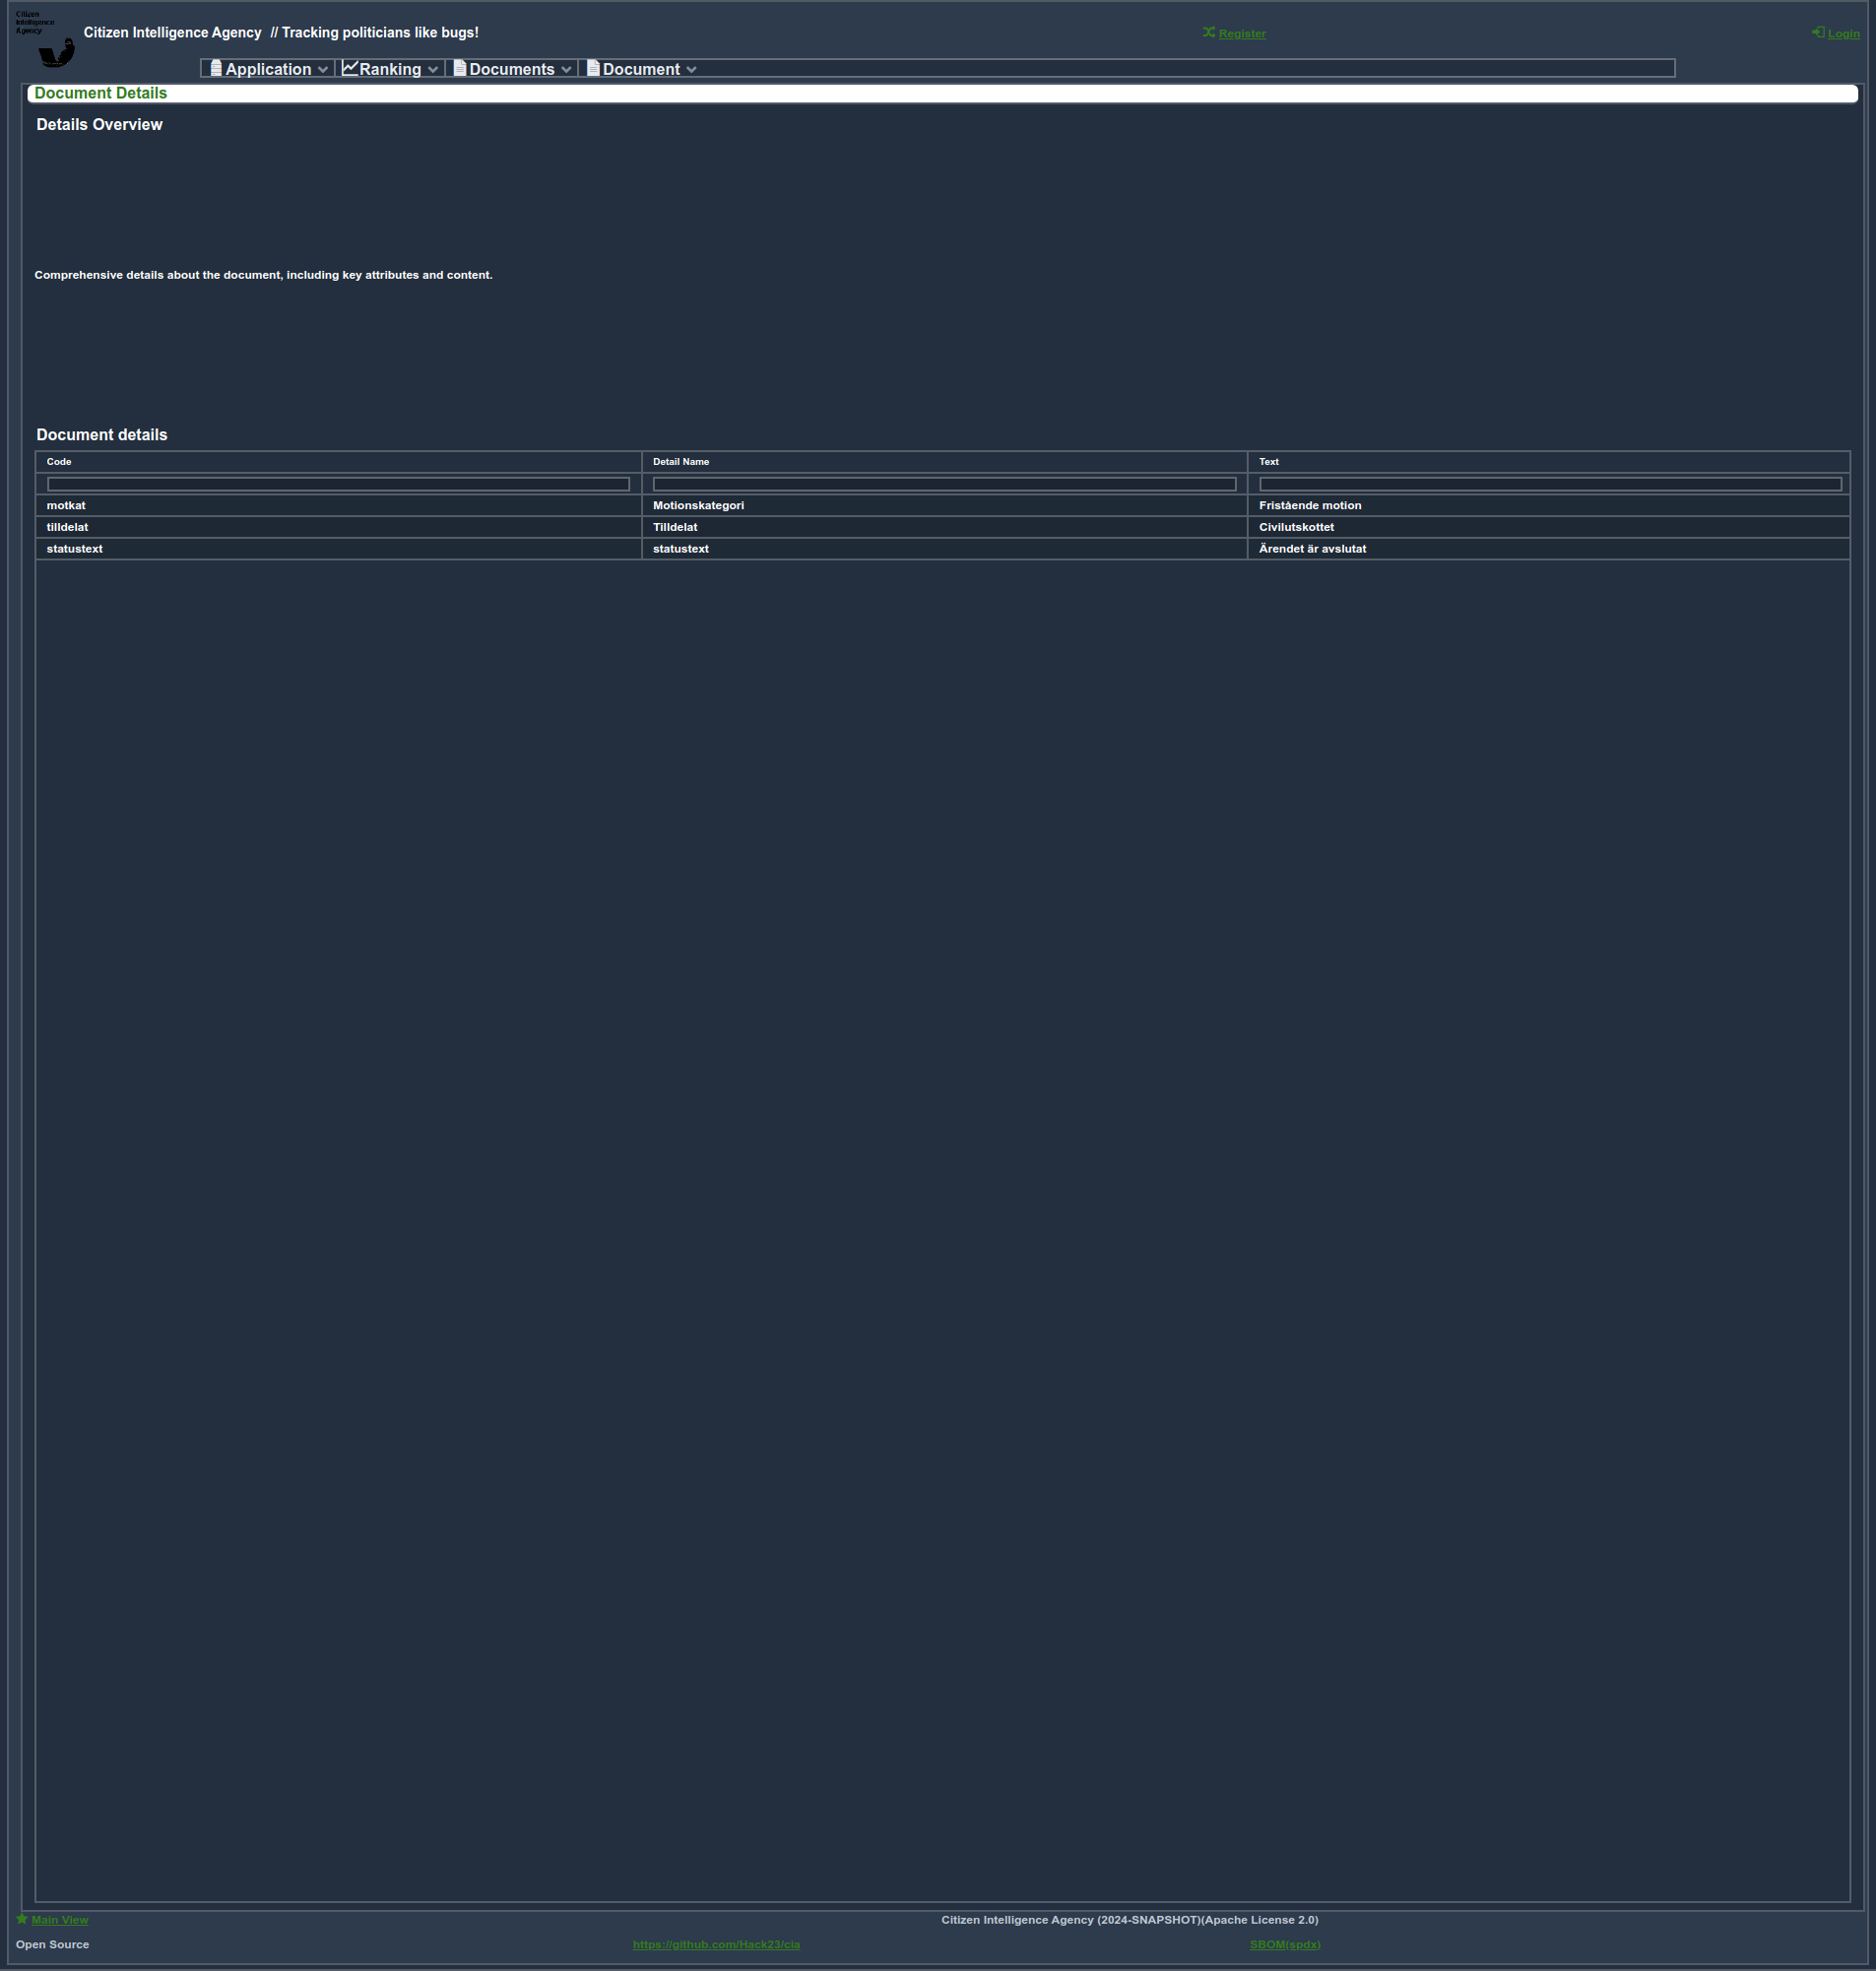 Citizen
Intelligence
Agency
Citizen Intelligence Agency // Tracking politicians like bugs!
Register
Login
Application Ranking Documents Document
Document Details
Details Overview
Comprehensive details about the document, including key attributes and content.
Document details
Code Detail Name Text
motkat Motionskategori Fristående motion
tilldelat Tilldelat Civilutskottet
statustext statustext Ärendet är avslutat
Main View Citizen Intelligence Agency (2024-SNAPSHOT)(Apache License 2.0)
Open Source https://github.com/Hack23/cia SBOM(spdx)